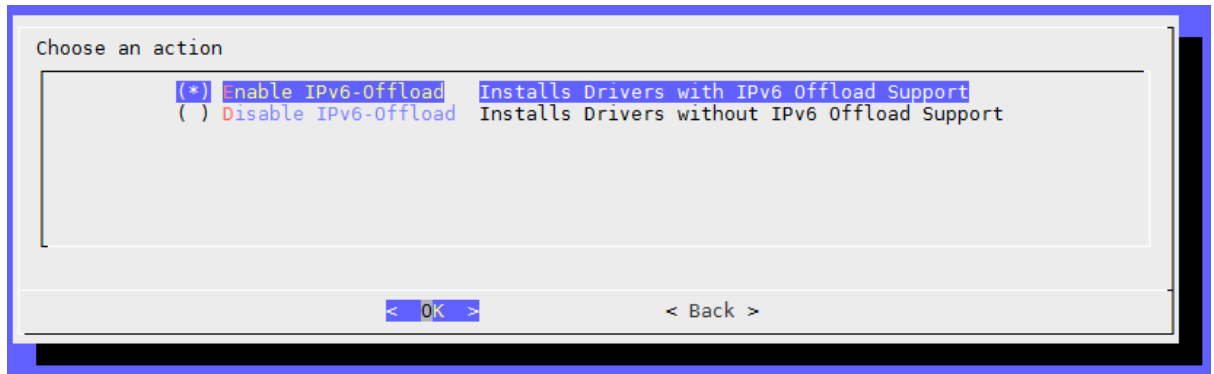 Choose an action
(*) Enable IPv6-Offload Installs Drivers with IPv6 Offload Support
( ) Disable IPv6-Offload Installs Drivers without IPv6 Offload Support
< OK > < Back >